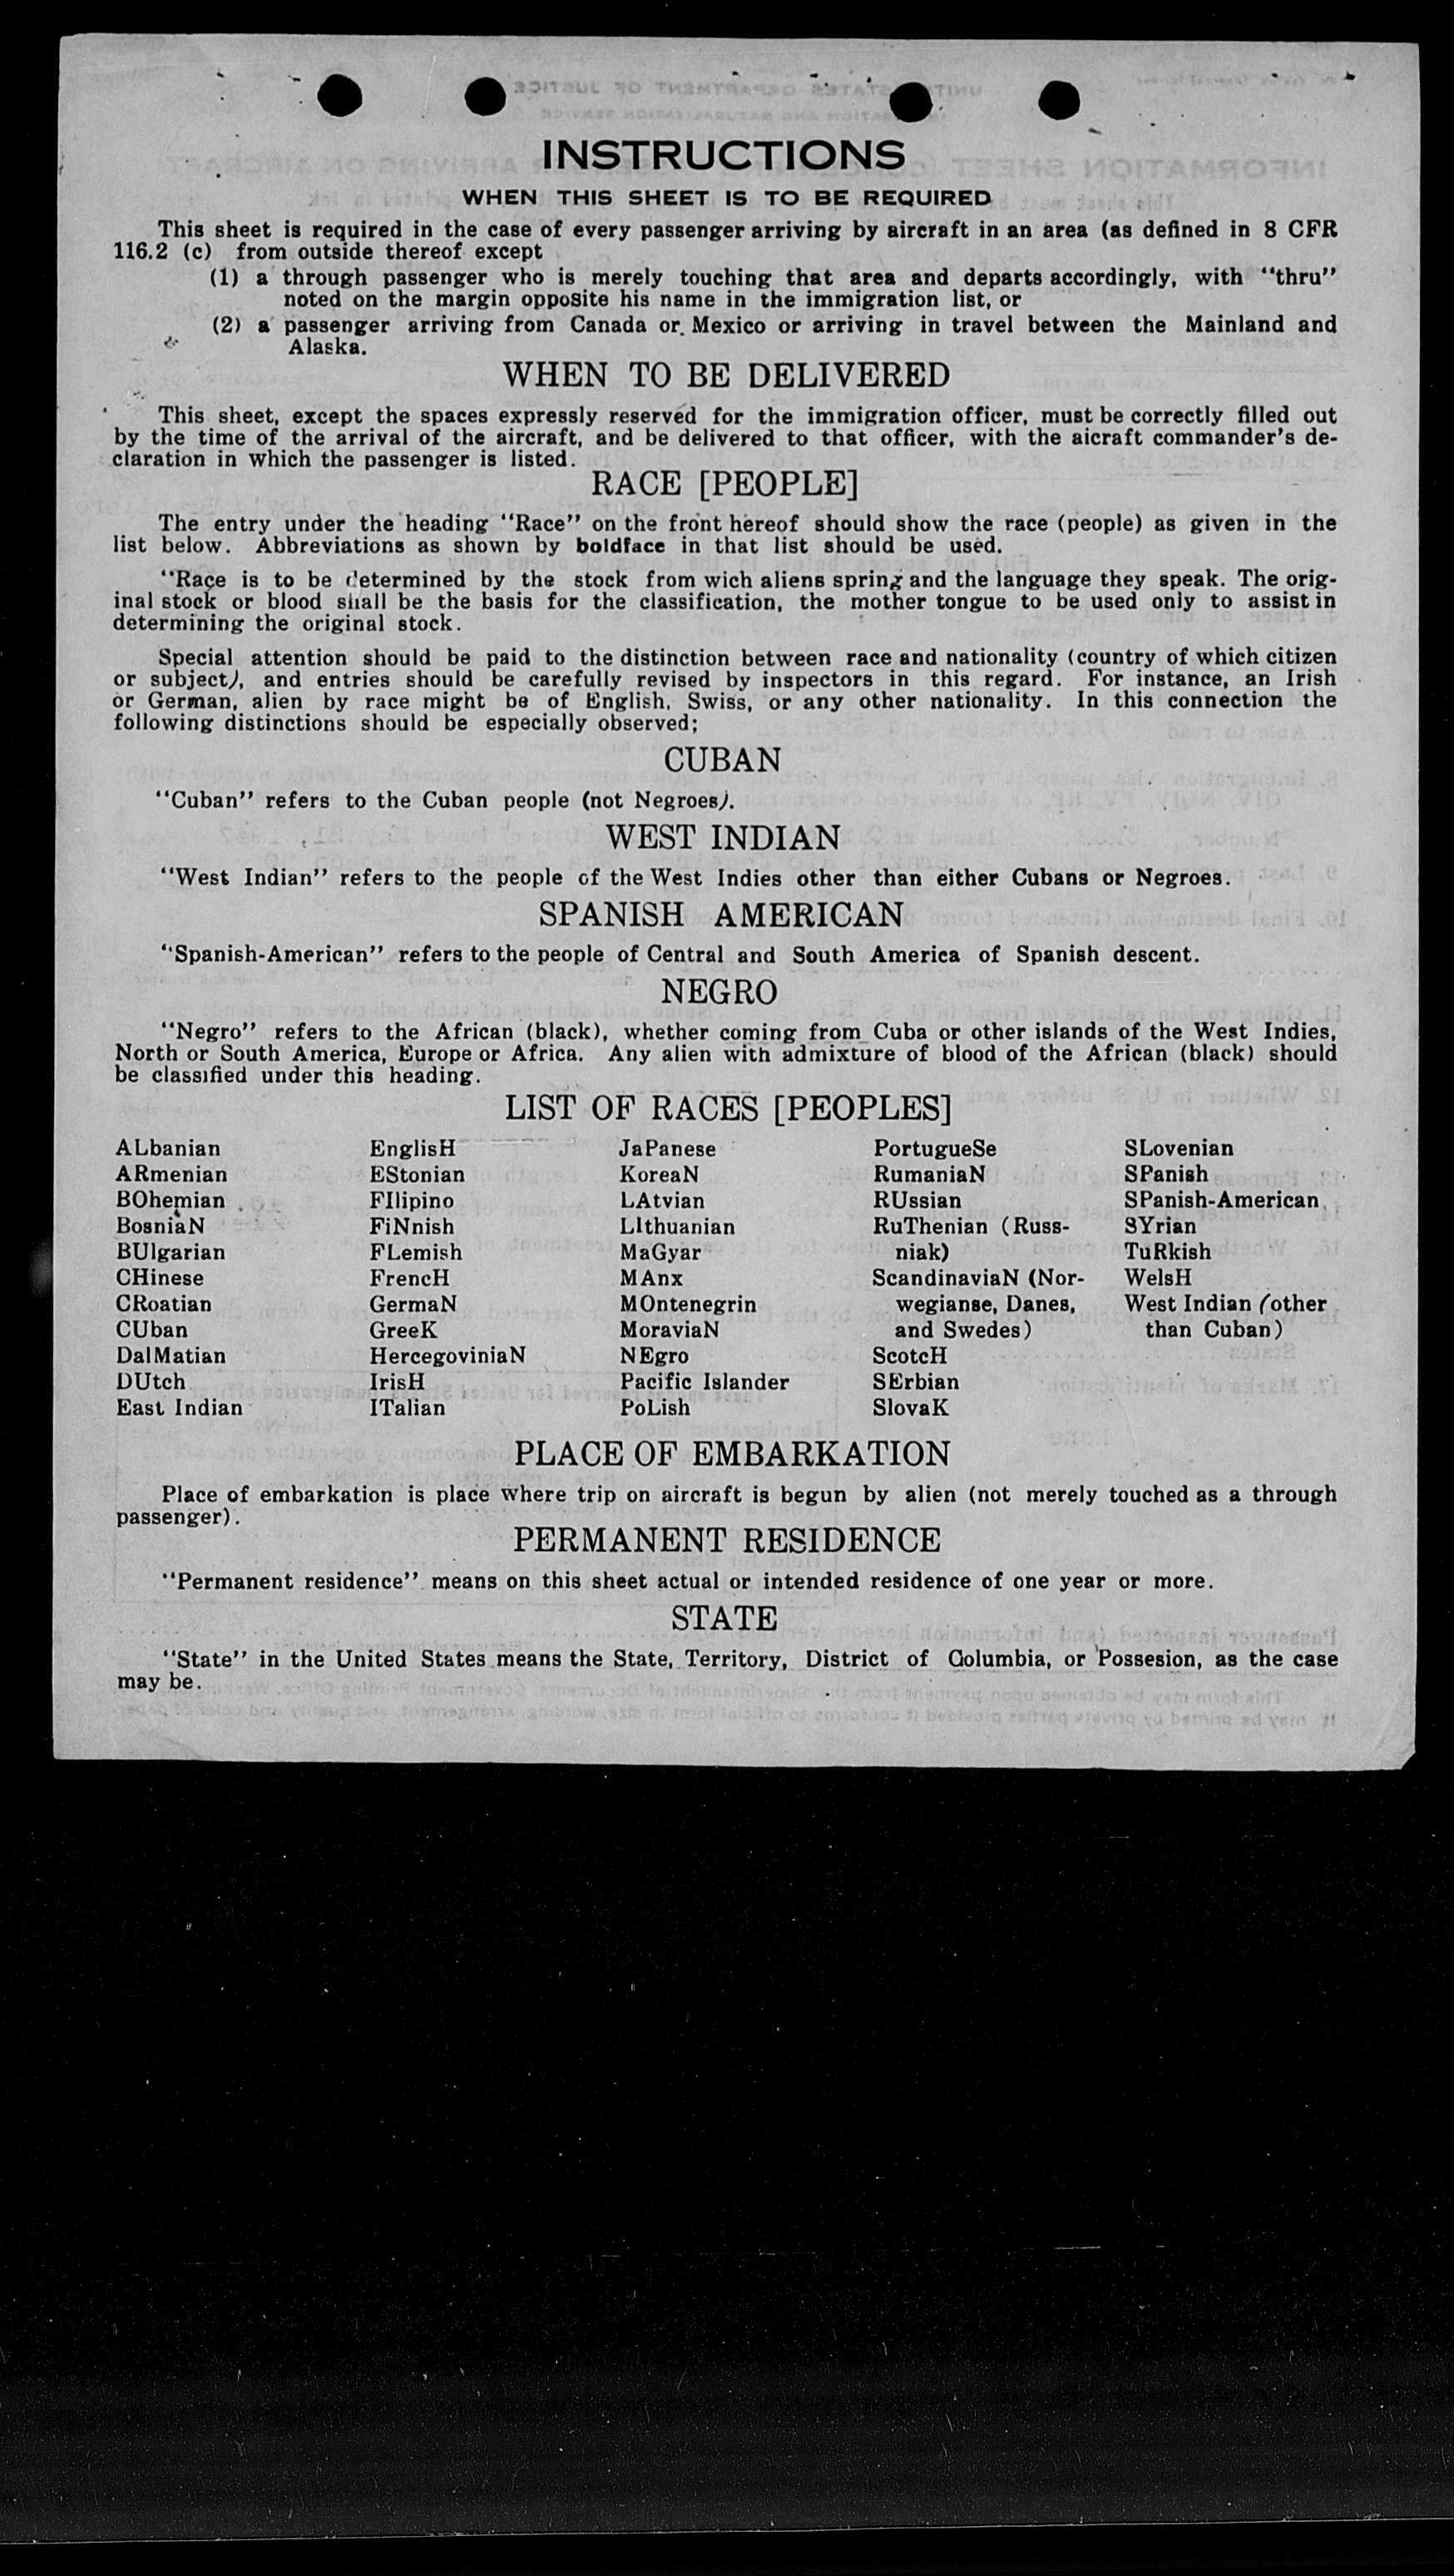 INSTRUCTIONS
WHEN THIS SHEET IS TO BE REQUIRED
This sheet is required in the case of every passenger arriving by aircraft in an area (as defined in 8 CFR
116.2 (c) from outside thereof except
(1) a through passenger who is merely touching that area and departs accordingly, with "thru"
noted on the margin opposite his name in the immigration list, or
(2) a passenger arriving from Canada or Mexico or arriving in travel between the Mainland and
Alaska.
WHEN TO BE DELIVERED
This sheet, except the spaces expressly reserved for the immigration officer, must be correctly filled out
by the time of the arrival of the aircraft, and be delivered to that officer, with the aicraft commander's de-
claration in which the passenger is listed.
RACE [PEOPLE]
The entry under the heading "Race" on the front hereof should show the race (people) as given in the
list below. Abbreviations as shown by boldface in that list should be used.
"Race is to be determined by the stock from wich aliens spring and the language they speak. The orig-
inal stock or blood shall be the basis for the classification, the mother tongue to be used only to assist in
determining the original stock.
Special attention should be paid to the distinction between race and nationality (country of which citizen
or subject), and entries should be carefully revised by inspectors in this regard. For instance, an Irish
or German, alien by race might be of English, Swiss, or any other nationality. In this connection the
following distinctions should be especially observed;
CUBAN
"Cuban" refers to the Cuban people (not Negroes).
WEST INDIAN
"West Indian" refers to the people of the West Indies other than either Cubans or Negroes.
SPANISH AMERICAN
"Spanish-American" refers to the people of Central and South America of Spanish descent.
NEGRO
"Negro" refers to the African (black), whether coming from Cuba or other islands of the West Indies,
North or South America, Europe or Africa. Any alien with admixture of blood of the African (black) should
be classified under this heading.
LIST OF RACES [PEOPLES]
ALbanian
ARmenian
BOhemian
BosniaN
BUlgarian
CHinese
CRoatian
CUban
DalMatian
DUtch
East Indian
EnglisH
EStonian
FIlipino
FiNnish
FLemish
FrencH
GermaN
GreeK
HercegoviniaN
IrisH
ITalian
JaPanese
KoreaN
LAtvian
LIthuanian
MaGyar
MAnx
MOntenegrin
MoraviaN
NEgro
Pacific Islander
PoLish
PortugueSe
RumaniaN
RUssian
RuThenian (Russ-
niak)
ScandinaviaN (Nor-
wegianse, Danes,
and Swedes)
ScotcH
SErbian
SlovaK
SLovenian
SPanish
SPanish-American
SYrian
TuRkish
WelsH
West Indian (other
than Cuban)
PLACE OF EMBARKATION
Place of embarkation is place where trip on aircraft is begun by alien (not merely touched as a through
passenger).
PERMANENT RESIDENCE
"Permanent residence" means on this sheet actual or intended residence of one year or more.
STATE
"State" in the United States means the State, Territory, District of Columbia, or Possesion, as the case
may be.